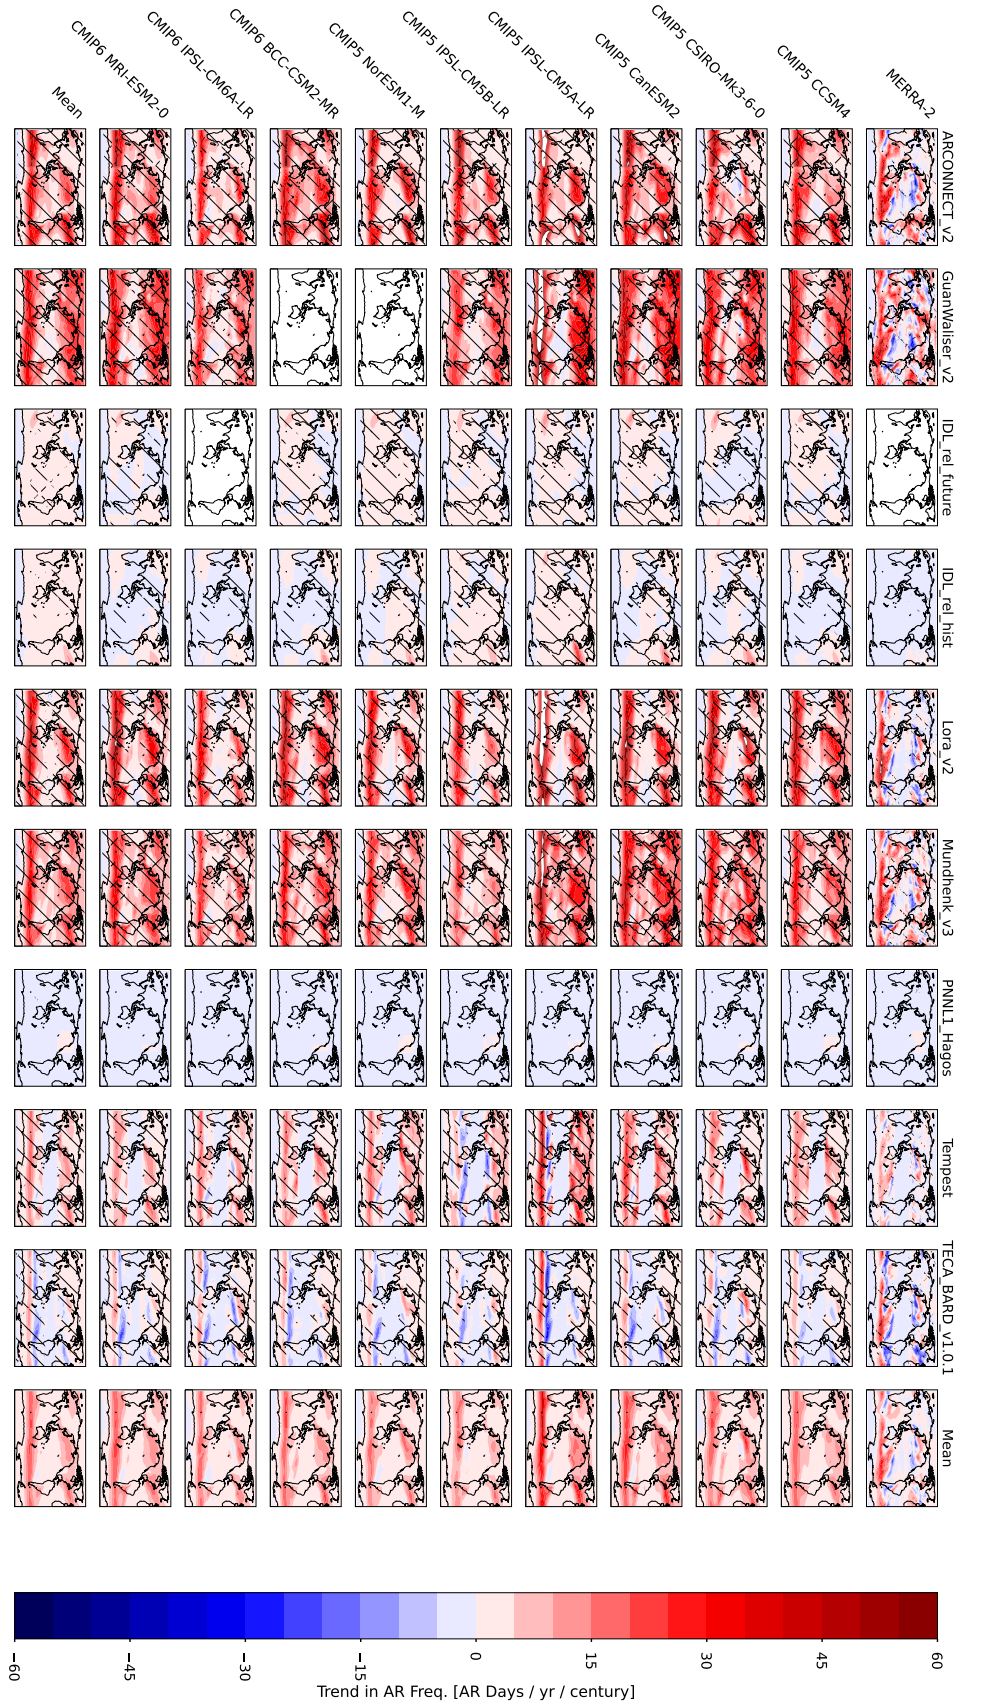 MERRA-2
CMIP5 CCSM4
CMIP5 CSIRO-Mk3-6-0
CMIP5 CanESM2
CMIP5 IPSL-CM5A-LR
CMIP5 IPSL-CM5B-LR
CMIP5 NorESM1-M
CMIP6 BCC-CSM2-MR
CMIP6 IPSL-CM6A-LR
CMIP6 MRI-ESM2-0
Mean
ARCONNECT_v2
GuanWaliser_v2
IDL_rel_future
IDL_rel_hist
Lora_v2
Mundhenk_v3
PNNL1_Hagos
Tempest
TECA_BARD_v1.0.1
Mean
60
45
30
15
0
−15
−30
−45
−60
Trend in AR Freq. [AR Days / yr / century]